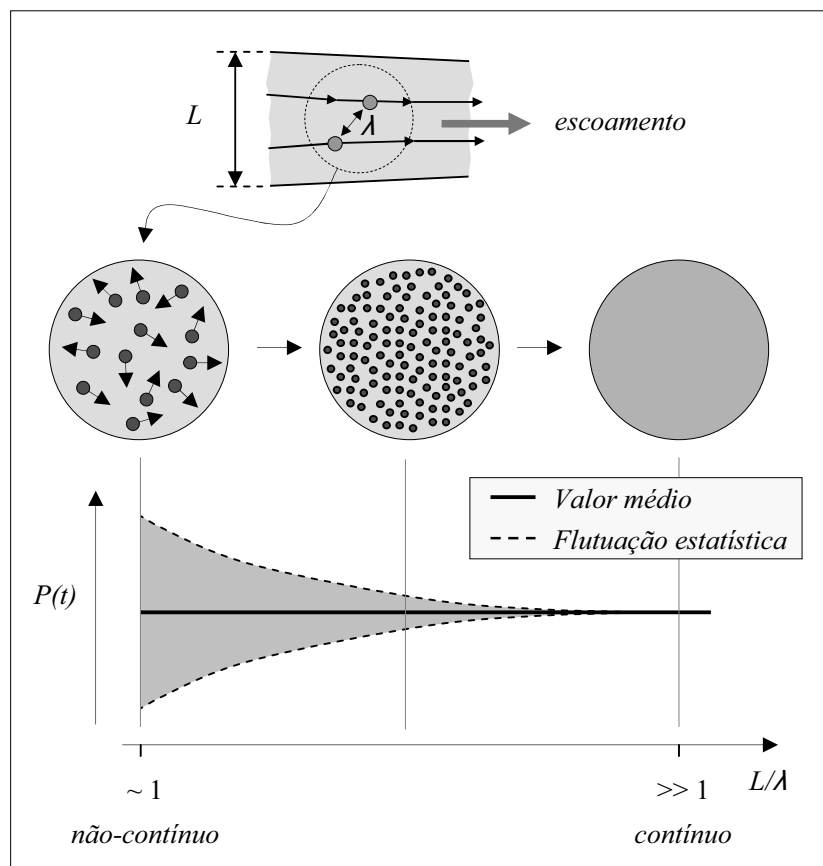 L
λ
escoamento
Valor médio
Flutuação estatística
P(t)
~ 1
>> 1
L/λ
não-contínuo
contínuo